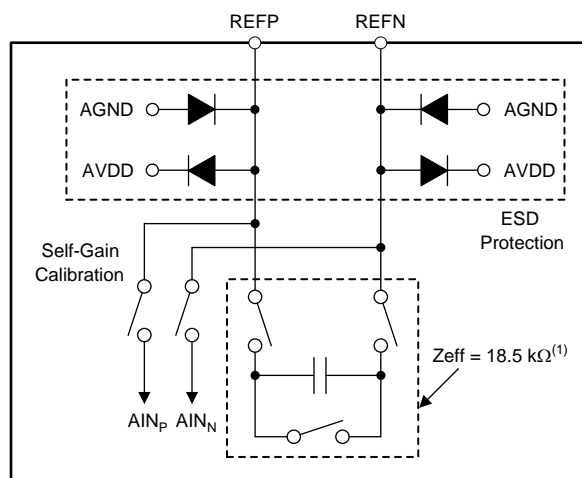 REFP REFN
AGND AGND
AVDD AVDD
ESD
Protection
Self-Gain
Calibration
Zeff = 18.5 kΩ(1)
AINP AINN